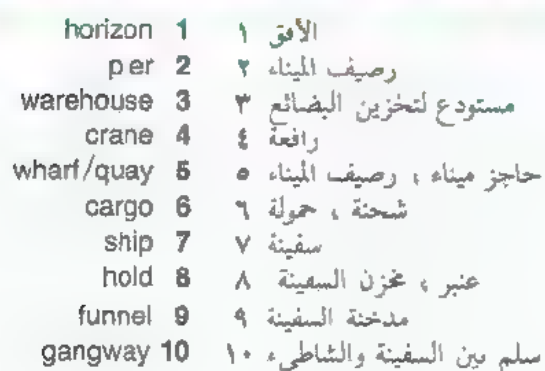 horizon 1 الأفق ١
p er 2 رصيف الميناء ٢
warehouse 3 مستودع لتخزين البضائع ٣
crane 4 رافعة ٤
wharf/quay 5 حاجز ميناء ، رصيف الميناء ٥
cargo 6 شحنة ، حمولة ٦
ship 7 سفينة ٧
hold 8 عنبر ، مخزن السفينة ٨
funnel 9 مدخنة السفينة ٩
gangway 10 سلم بين السفينة والشاطىء ١٠